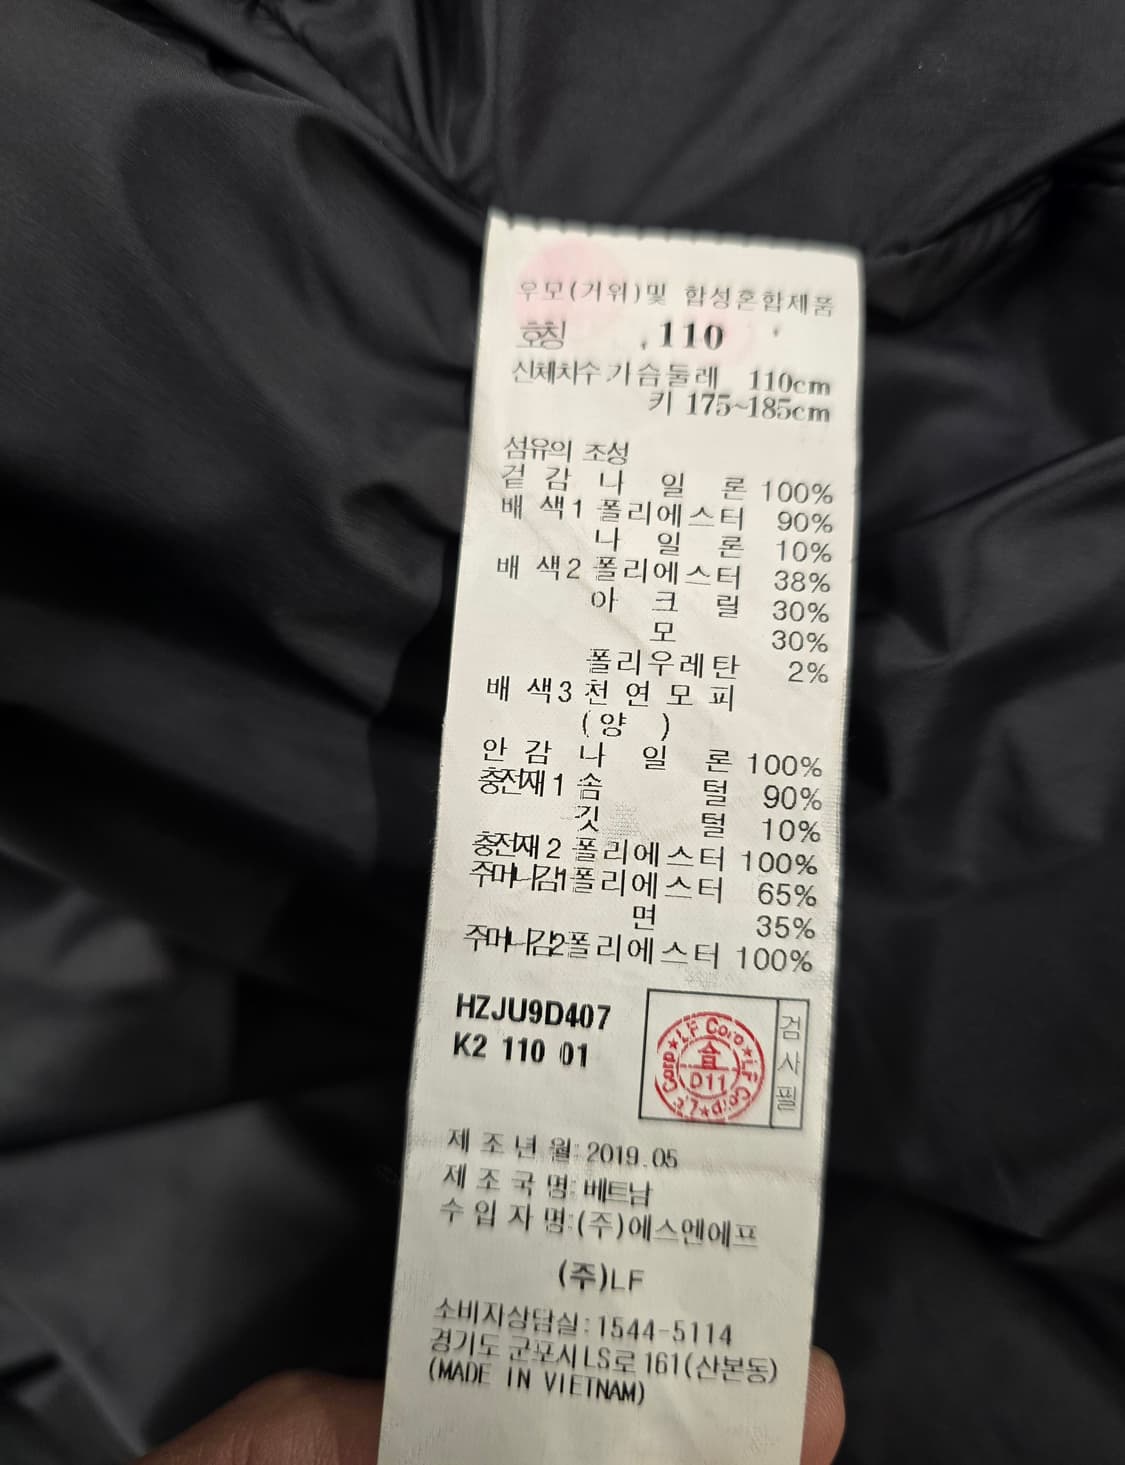 우모(거위)및 합성혼합제품
호칭 110
신체치수 가슴둘레 110cm
키 175~185cm
섬유의 조성
겉감 나일론 100%
배색1 폴리에스터 90%
나일론 10%
배색2 폴리에스터 38%
아크릴 30%
모 30%
폴리우레탄 2%
배색3 천연모피
(양 )
안감 나일론 100%
충전재1 솜털 90%
깃털 10%
충전재2 폴리에스터 100%
주머니감1 폴리에스터 65%
면 35%
주머니감2 폴리에스터 100%
HZJU9D407
K2 110 01
LF Corp★LF Corp★LF Corp★
合
D11
검사필
제조년월: 2019.05
제조국명: 베트남
수입자명:(주)에스엔에프
(주)LF
소비자상담실:1544-5114
경기도 군포시 LS로 161(산본동)
(MADE IN VIETNAM)